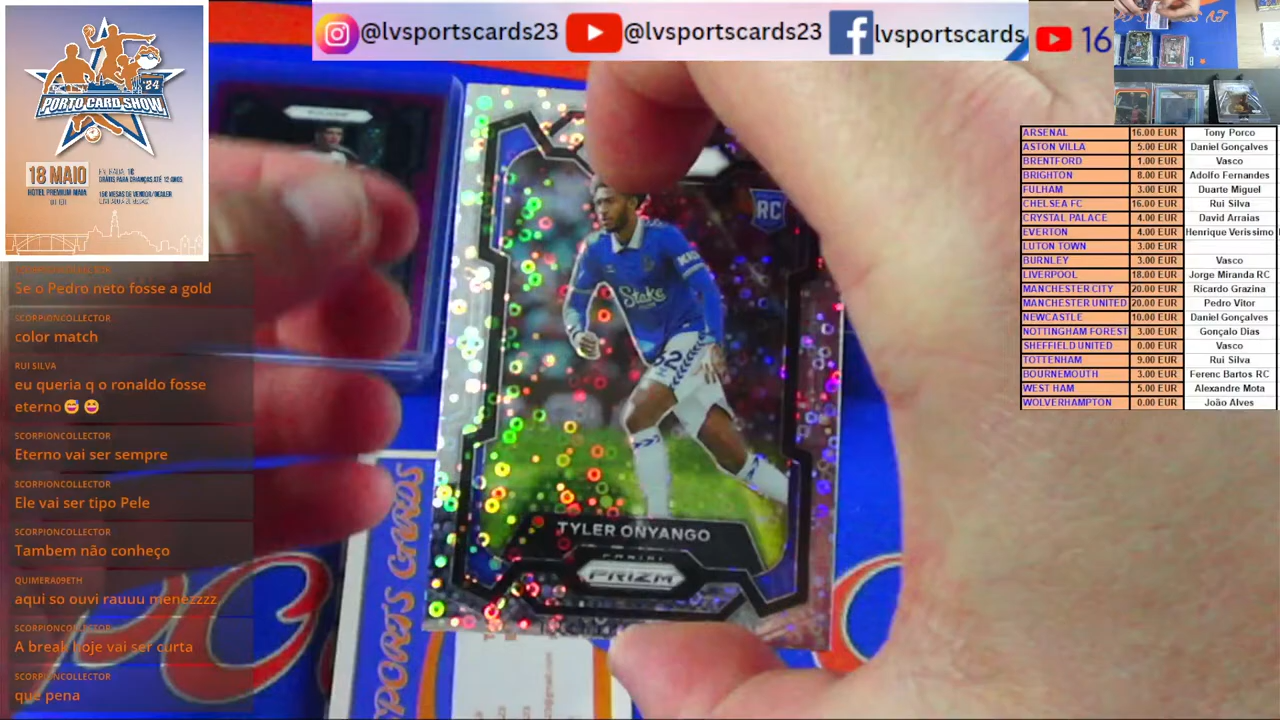 @lvsportscards23
@lvsportscards23
lvsportscards
16
'24
PORTO CARD SHOW
18 MAIO
HOTEL PREMIUM MAIA
Se o Pedro neto fosse a gold
SCORPIONCOLLECTOR
color match
RUI SILVA
eu queria q o ronaldo fosse
eterno😅😆
SCORPIONCOLLECTOR
Eterno vai ser sempre
SCORPIONCOLLECTOR
Ele vai ser tipo Pele
SCORPIONCOLLECTOR
Tambem não conheço
QUIMERA09ETH
aqui so ouvi rauuu menezzzz
SCORPIONCOLLECTOR
A break hoje vai ser curta
SCORPIONCOLLECTOR
que pena
RC
Stake
TYLER ONYANGO
PANINI
PRIZM
PORTS CARDS
ARSENAL 16.00 EUR Tony Porco
ASTON VILLA 5.00 EUR Daniel Gonçalves
BRENTFORD 1.00 EUR Vasco
BRIGHTON 8.00 EUR Adolfo Fernandes
FULHAM 3.00 EUR Duarte Miguel
CHELSEA FC 16.00 EUR Rui Silva
CRYSTAL PALACE 4.00 EUR David Arraias
EVERTON 4.00 EUR Henrique Verissimo
LUTON TOWN 3.00 EUR
BURNLEY 3.00 EUR Vasco
LIVERPOOL 18.00 EUR Jorge Miranda RC
MANCHESTER CITY 20.00 EUR Ricardo Grazina
MANCHESTER UNITED 20.00 EUR Pedro Vitor
NEWCASTLE 10.00 EUR Daniel Gonçalves
NOTTINGHAM FOREST 3.00 EUR Gonçalo Dias
SHEFFIELD UNITED 0.00 EUR Vasco
TOTTENHAM 9.00 EUR Rui Silva
BOURNEMOUTH 3.00 EUR Ferenc Bartos RC
WEST HAM 5.00 EUR Alexandre Mota
WOLVERHAMPTON 0.00 EUR João Alves